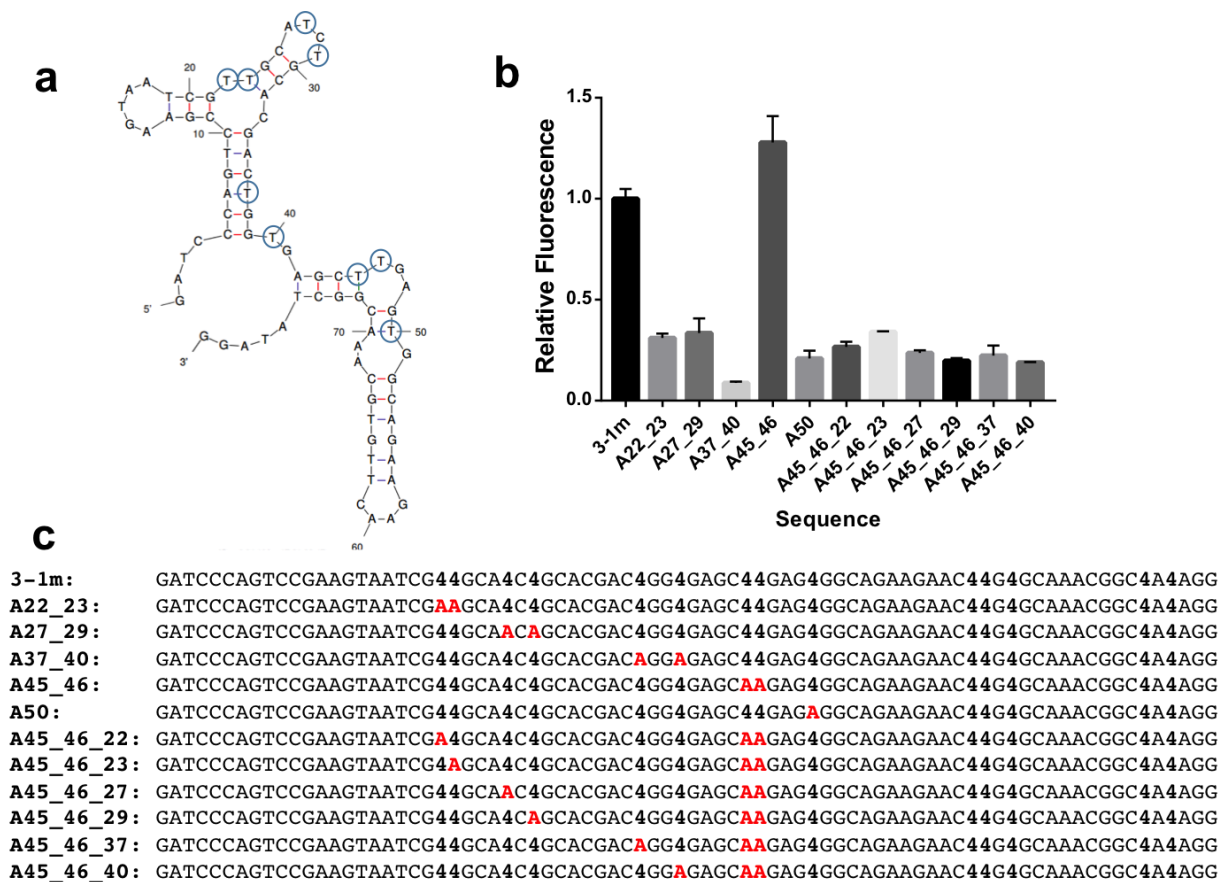 a
5'
GATCCCAGTCCGAAGTAATCGTTGCATCTGCACGACTGGTGAGCTTGAGTGGCAGAAGAACTTGTGCAAACGGCTATAGG
3'
10
20
30
40
50
60
70
b
Relative Fluorescence
1.5
1.0
0.5
0.0
3-1m
A22_23
A27_29
A37_40
A45_46
A50
A45_46_22
A45_46_23
A45_46_27
A45_46_29
A45_46_37
A45_46_40
Sequence
c
3-1m: GATCCCAGTCCGAAGTAATCG44GCA4C4GCACGAC4GG4GAGC44GAG4GGCAGAAGAAC44G4GCAAACGGC4A4AGG
A22_23: GATCCCAGTCCGAAGTAATCGAAGCA4C4GCACGAC4GG4GAGC44GAG4GGCAGAAGAAC44G4GCAAACGGC4A4AGG
A27_29: GATCCCAGTCCGAAGTAATCG44GCAACAGCACGAC4GG4GAGC44GAG4GGCAGAAGAAC44G4GCAAACGGC4A4AGG
A37_40: GATCCCAGTCCGAAGTAATCG44GCA4C4GCACGACAGGAGAGC44GAG4GGCAGAAGAAC44G4GCAAACGGC4A4AGG
A45_46: GATCCCAGTCCGAAGTAATCG44GCA4C4GCACGAC4GG4GAGCAAGAG4GGCAGAAGAAC44G4GCAAACGGC4A4AGG
A50: GATCCCAGTCCGAAGTAATCG44GCA4C4GCACGAC4GG4GAGC44GAGAGGCAGAAGAAC44G4GCAAACGGC4A4AGG
A45_46_22: GATCCCAGTCCGAAGTAATCGA4GCA4C4GCACGAC4GG4GAGCAAGAG4GGCAGAAGAAC44G4GCAAACGGC4A4AGG
A45_46_23: GATCCCAGTCCGAAGTAATCG4AGCA4C4GCACGAC4GG4GAGCAAGAG4GGCAGAAGAAC44G4GCAAACGGC4A4AGG
A45_46_27: GATCCCAGTCCGAAGTAATCG44GCAAC4GCACGAC4GG4GAGCAAGAG4GGCAGAAGAAC44G4GCAAACGGC4A4AGG
A45_46_29: GATCCCAGTCCGAAGTAATCG44GCA4CAGCACGAC4GG4GAGCAAGAG4GGCAGAAGAAC44G4GCAAACGGC4A4AGG
A45_46_37: GATCCCAGTCCGAAGTAATCG44GCA4C4GCACGACAGG4GAGCAAGAG4GGCAGAAGAAC44G4GCAAACGGC4A4AGG
A45_46_40: GATCCCAGTCCGAAGTAATCG44GCA4C4GCACGAC4GGAGAGCAAGAG4GGCAGAAGAAC44G4GCAAACGGC4A4AGG